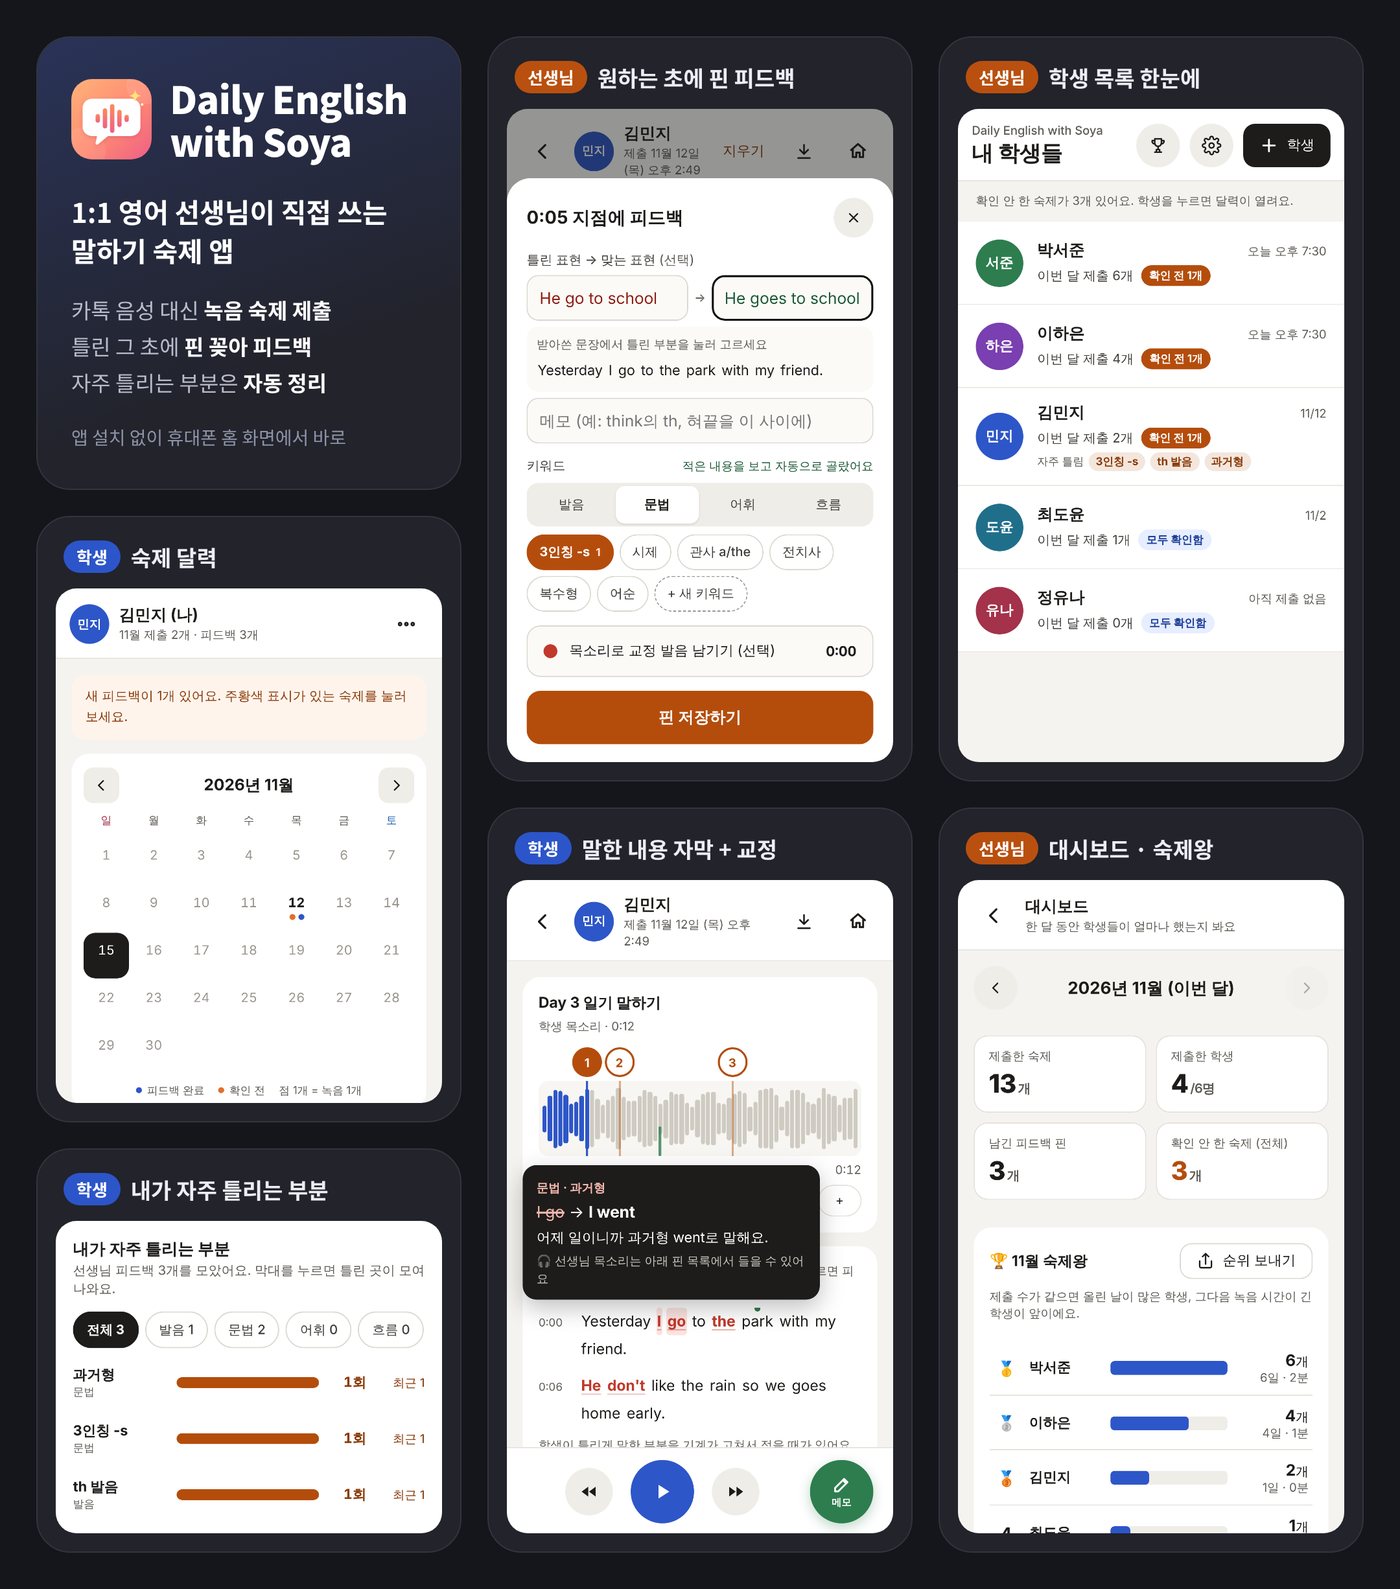 Daily English
with Soya
1:1 영어 선생님이 직접 쓰는
말하기 숙제 앱
카톡 음성 대신 녹음 숙제 제출
틀린 그 초에 핀 꽂아 피드백
자주 틀리는 부분은 자동 정리
앱 설치 없이 휴대폰 홈 화면에서 바로
학생 숙제 달력
민지
김민지 (나)
11월 제출 2개 · 피드백 3개
새 피드백이 1개 있어요. 주황색 표시가 있는 숙제를 눌러
보세요.
2026년 11월
일 월 화 수 목 금 토
1 2 3 4 5 6 7
8 9 10 11 12 13 14
15 16 17 18 19 20 21
22 23 24 25 26 27 28
29 30
피드백 완료 확인 전 점 1개 = 녹음 1개
학생 내가 자주 틀리는 부분
내가 자주 틀리는 부분
선생님 피드백 3개를 모았어요. 막대를 누르면 틀린 곳이 모여
나와요.
전체 3 발음 1 문법 2 어휘 0 흐름 0
과거형 1회 최근 1
문법
3인칭 -s 1회 최근 1
문법
th 발음 1회 최근 1
발음
선생님 원하는 초에 핀 피드백
민지
김민지
제출 11월 12일
(목) 오후 2:49
지우기
0:05 지점에 피드백
틀린 표현 → 맞는 표현 (선택)
He go to school → He goes to school
받아쓴 문장에서 틀린 부분을 눌러 고르세요
Yesterday I go to the park with my friend.
메모 (예: think의 th, 혀끝을 이 사이에)
키워드 적은 내용을 보고 자동으로 골랐어요
발음 문법 어휘 흐름
3인칭 -s 1 시제 관사 a/the 전치사
복수형 어순 + 새 키워드
목소리로 교정 발음 남기기 (선택) 0:00
핀 저장하기
학생 말한 내용 자막 + 교정
민지
김민지
제출 11월 12일 (목) 오후
2:49
Day 3 일기 말하기
학생 목소리 · 0:12
1 2 3
0:12
+
문법 · 과거형
I go → I went
어제 일이니까 과거형 went로 말해요.
🎧 선생님 목소리는 아래 핀 목록에서 들을 수 있어
요
르면 피
0:00 Yesterday I go to the park with my
friend.
0:06 He don't like the rain so we goes
home early.
학생이 틀리게 말한 부분을 기계가 고쳐서 적을 때가 있어요
메모
선생님 학생 목록 한눈에
Daily English with Soya
내 학생들
+ 학생
확인 안 한 숙제가 3개 있어요. 학생을 누르면 달력이 열려요.
서준 박서준 오늘 오후 7:30
이번 달 제출 6개 확인 전 1개
하은 이하은 오늘 오후 7:30
이번 달 제출 4개 확인 전 1개
민지 김민지 11/12
이번 달 제출 2개 확인 전 1개
자주 틀림 3인칭 -s th 발음 과거형
도윤 최도윤 11/2
이번 달 제출 1개 모두 확인함
유나 정유나 아직 제출 없음
이번 달 제출 0개 모두 확인함
선생님 대시보드 · 숙제왕
대시보드
한 달 동안 학생들이 얼마나 했는지 봐요
2026년 11월 (이번 달)
제출한 숙제
13개
제출한 학생
4/6명
남긴 피드백 핀
3개
확인 안 한 숙제 (전체)
3개
🏆 11월 숙제왕
순위 보내기
제출 수가 같으면 올린 날이 많은 학생, 그다음 녹음 시간이 긴
학생이 앞이에요.
🥇 박서준 6개
6일 · 2분
🥈 이하은 4개
4일 · 1분
🥉 김민지 2개
1일 · 0분
4 최도윤 1개